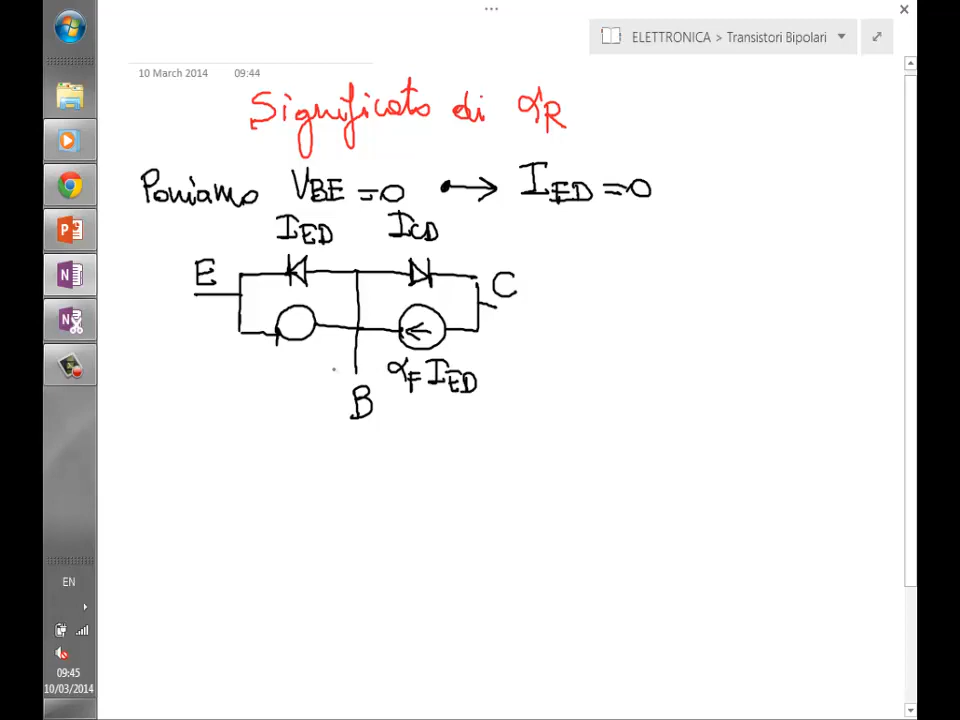 ELETTRONICA > Transistori Bipolari
10 March 2014 09:44
Significato di αR
Poniamo VBE=0 → IED=0
IED ICD
E C
αF IED
B
EN
09:45
10/03/2014